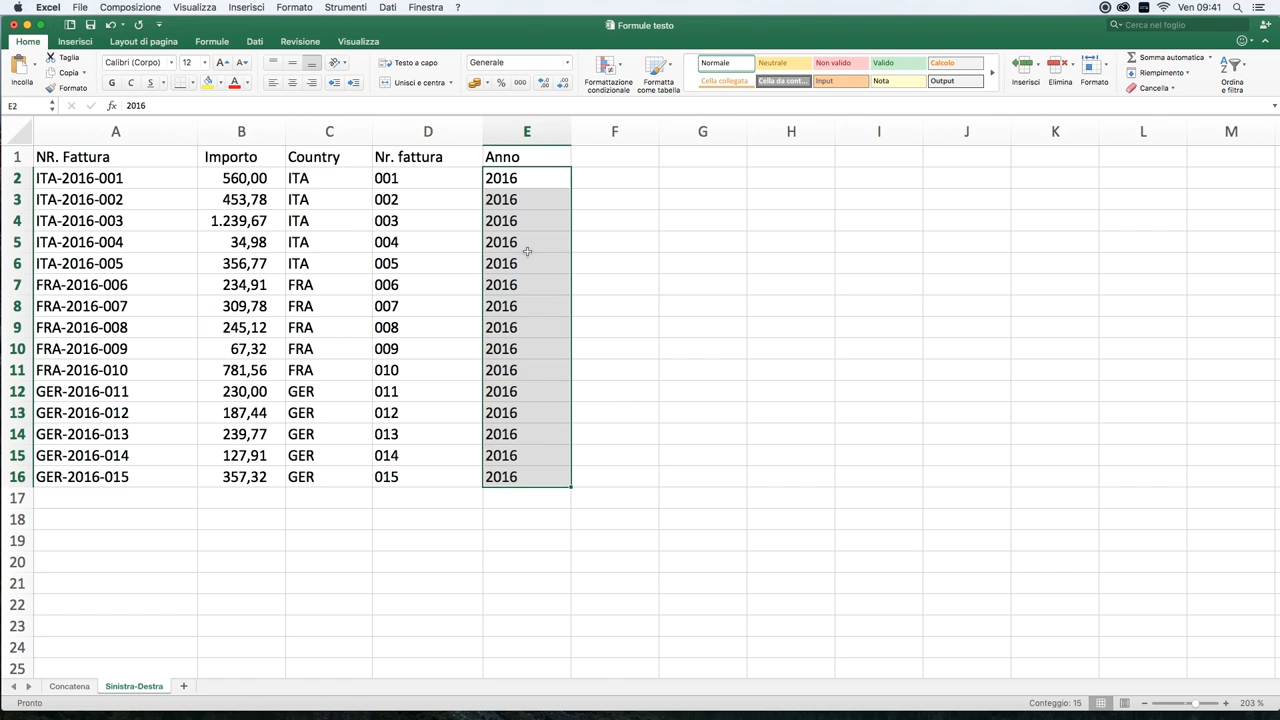 Excel File Composizione Visualizza Inserisci Formato Strumenti Dati Finestra ? Ven 09:41
Formule testo Cerca nel foglio
Home Inserisci Layout di pagina Formule Dati Revisione Visualizza
Incolla Taglia Copia Formato
Calibri (Corpo) 12 A A
G C S A
Testo a capo
Unisci e centra
Generale
% 000
Formattazione condizionale
Formatta come tabella
Normale Neutrale Non valido Valido Calcolo
Cella collegata Cella da cont... Input Nota Output
Inserisci Elimina Formato
Somma automatica
Riempimento
Cancella
Ordina e filtra
E2 fx 2016
A B C D E F G H I J K L M
1 NR. Fattura Importo Country Nr. fattura Anno
2 ITA-2016-001 560,00 ITA 001 2016
3 ITA-2016-002 453,78 ITA 002 2016
4 ITA-2016-003 1.239,67 ITA 003 2016
5 ITA-2016-004 34,98 ITA 004 2016
6 ITA-2016-005 356,77 ITA 005 2016
7 FRA-2016-006 234,91 FRA 006 2016
8 FRA-2016-007 309,78 FRA 007 2016
9 FRA-2016-008 245,12 FRA 008 2016
10 FRA-2016-009 67,32 FRA 009 2016
11 FRA-2016-010 781,56 FRA 010 2016
12 GER-2016-011 230,00 GER 011 2016
13 GER-2016-012 187,44 GER 012 2016
14 GER-2016-013 239,77 GER 013 2016
15 GER-2016-014 127,91 GER 014 2016
16 GER-2016-015 357,32 GER 015 2016
17
18
19
20
21
22
23
24
25
Concatena Sinistra-Destra +
Pronto Conteggio: 15 203 %